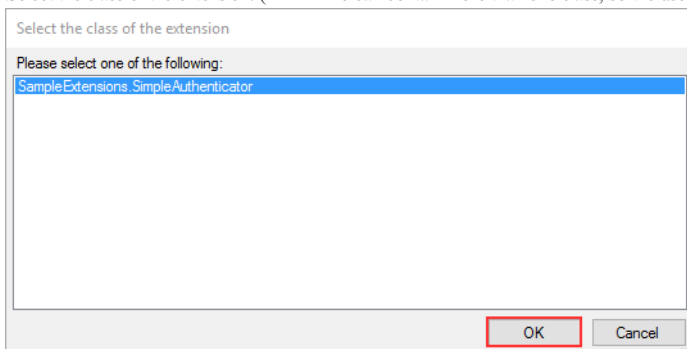 Select the class of the extension
Please select one of the following:
SampleExtensions.SimpleAuthenticator
OK
Cancel